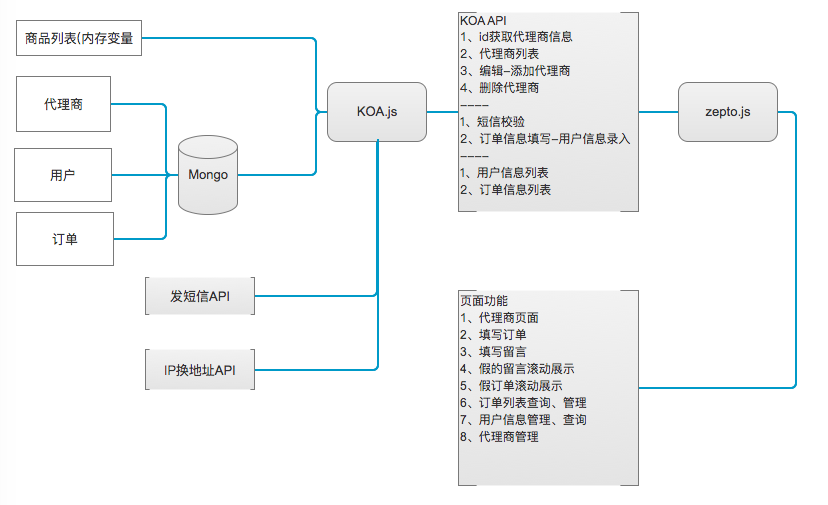 商品列表(内存变量
代理商
用户
订单
Mongo
发短信API
IP换地址API
KOA.js
KOA API
1、id获取代理商信息
2、代理商列表
3、编辑–添加代理商
4、删除代理商
––––
1、短信校验
2、订单信息填写–用户信息录入
––––
1、用户信息列表
2、订单信息列表
zepto.js
页面功能
1、代理商页面
2、填写订单
3、填写留言
4、假的留言滚动展示
5、假订单滚动展示
6、订单列表查询、管理
7、用户信息管理、查询
8、代理商管理